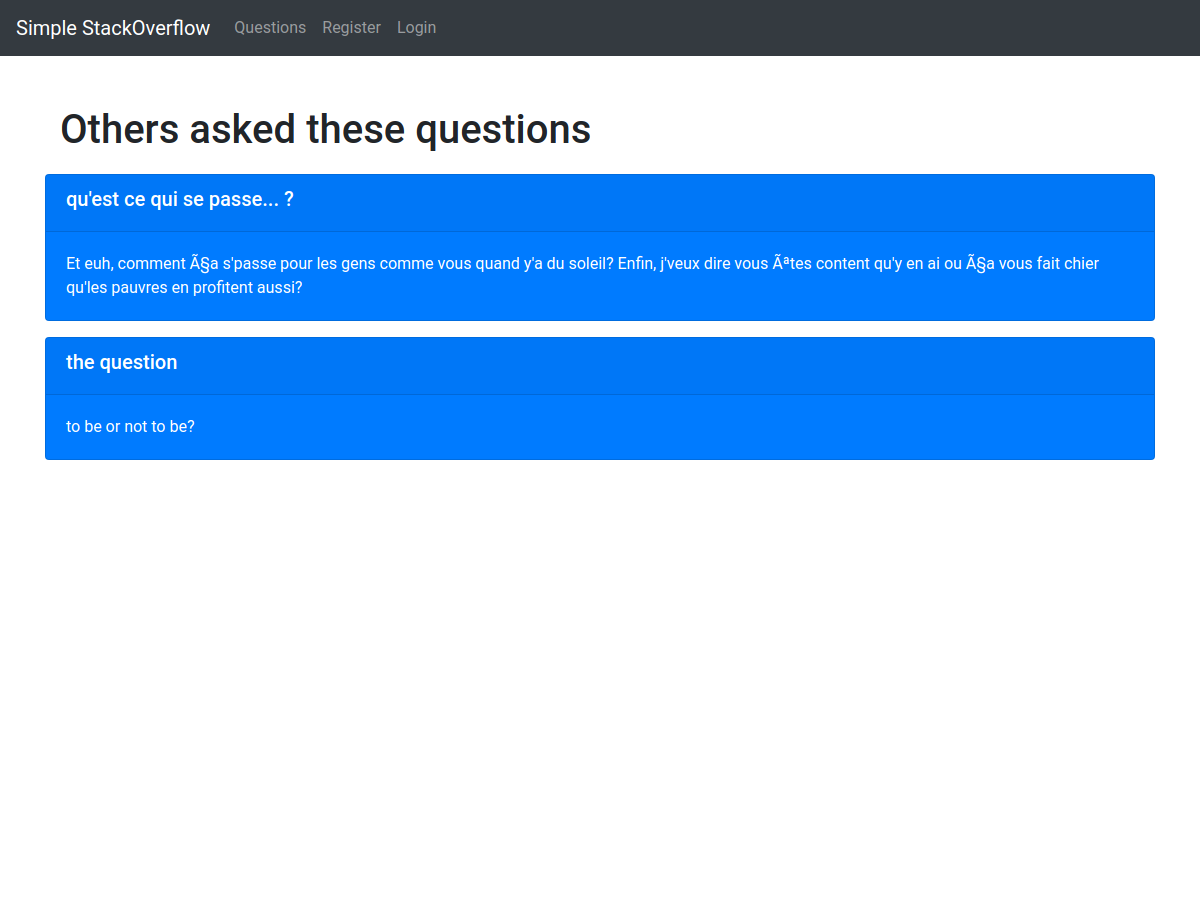 Simple StackOverflow Questions Register Login
Others asked these questions
qu'est ce qui se passe... ?
Et euh, comment Ã§a s'passe pour les gens comme vous quand y'a du soleil? Enfin, j'veux dire vous Ãªtes content qu'y en ai ou Ã§a vous fait chier
qu'les pauvres en profitent aussi?
the question
to be or not to be?